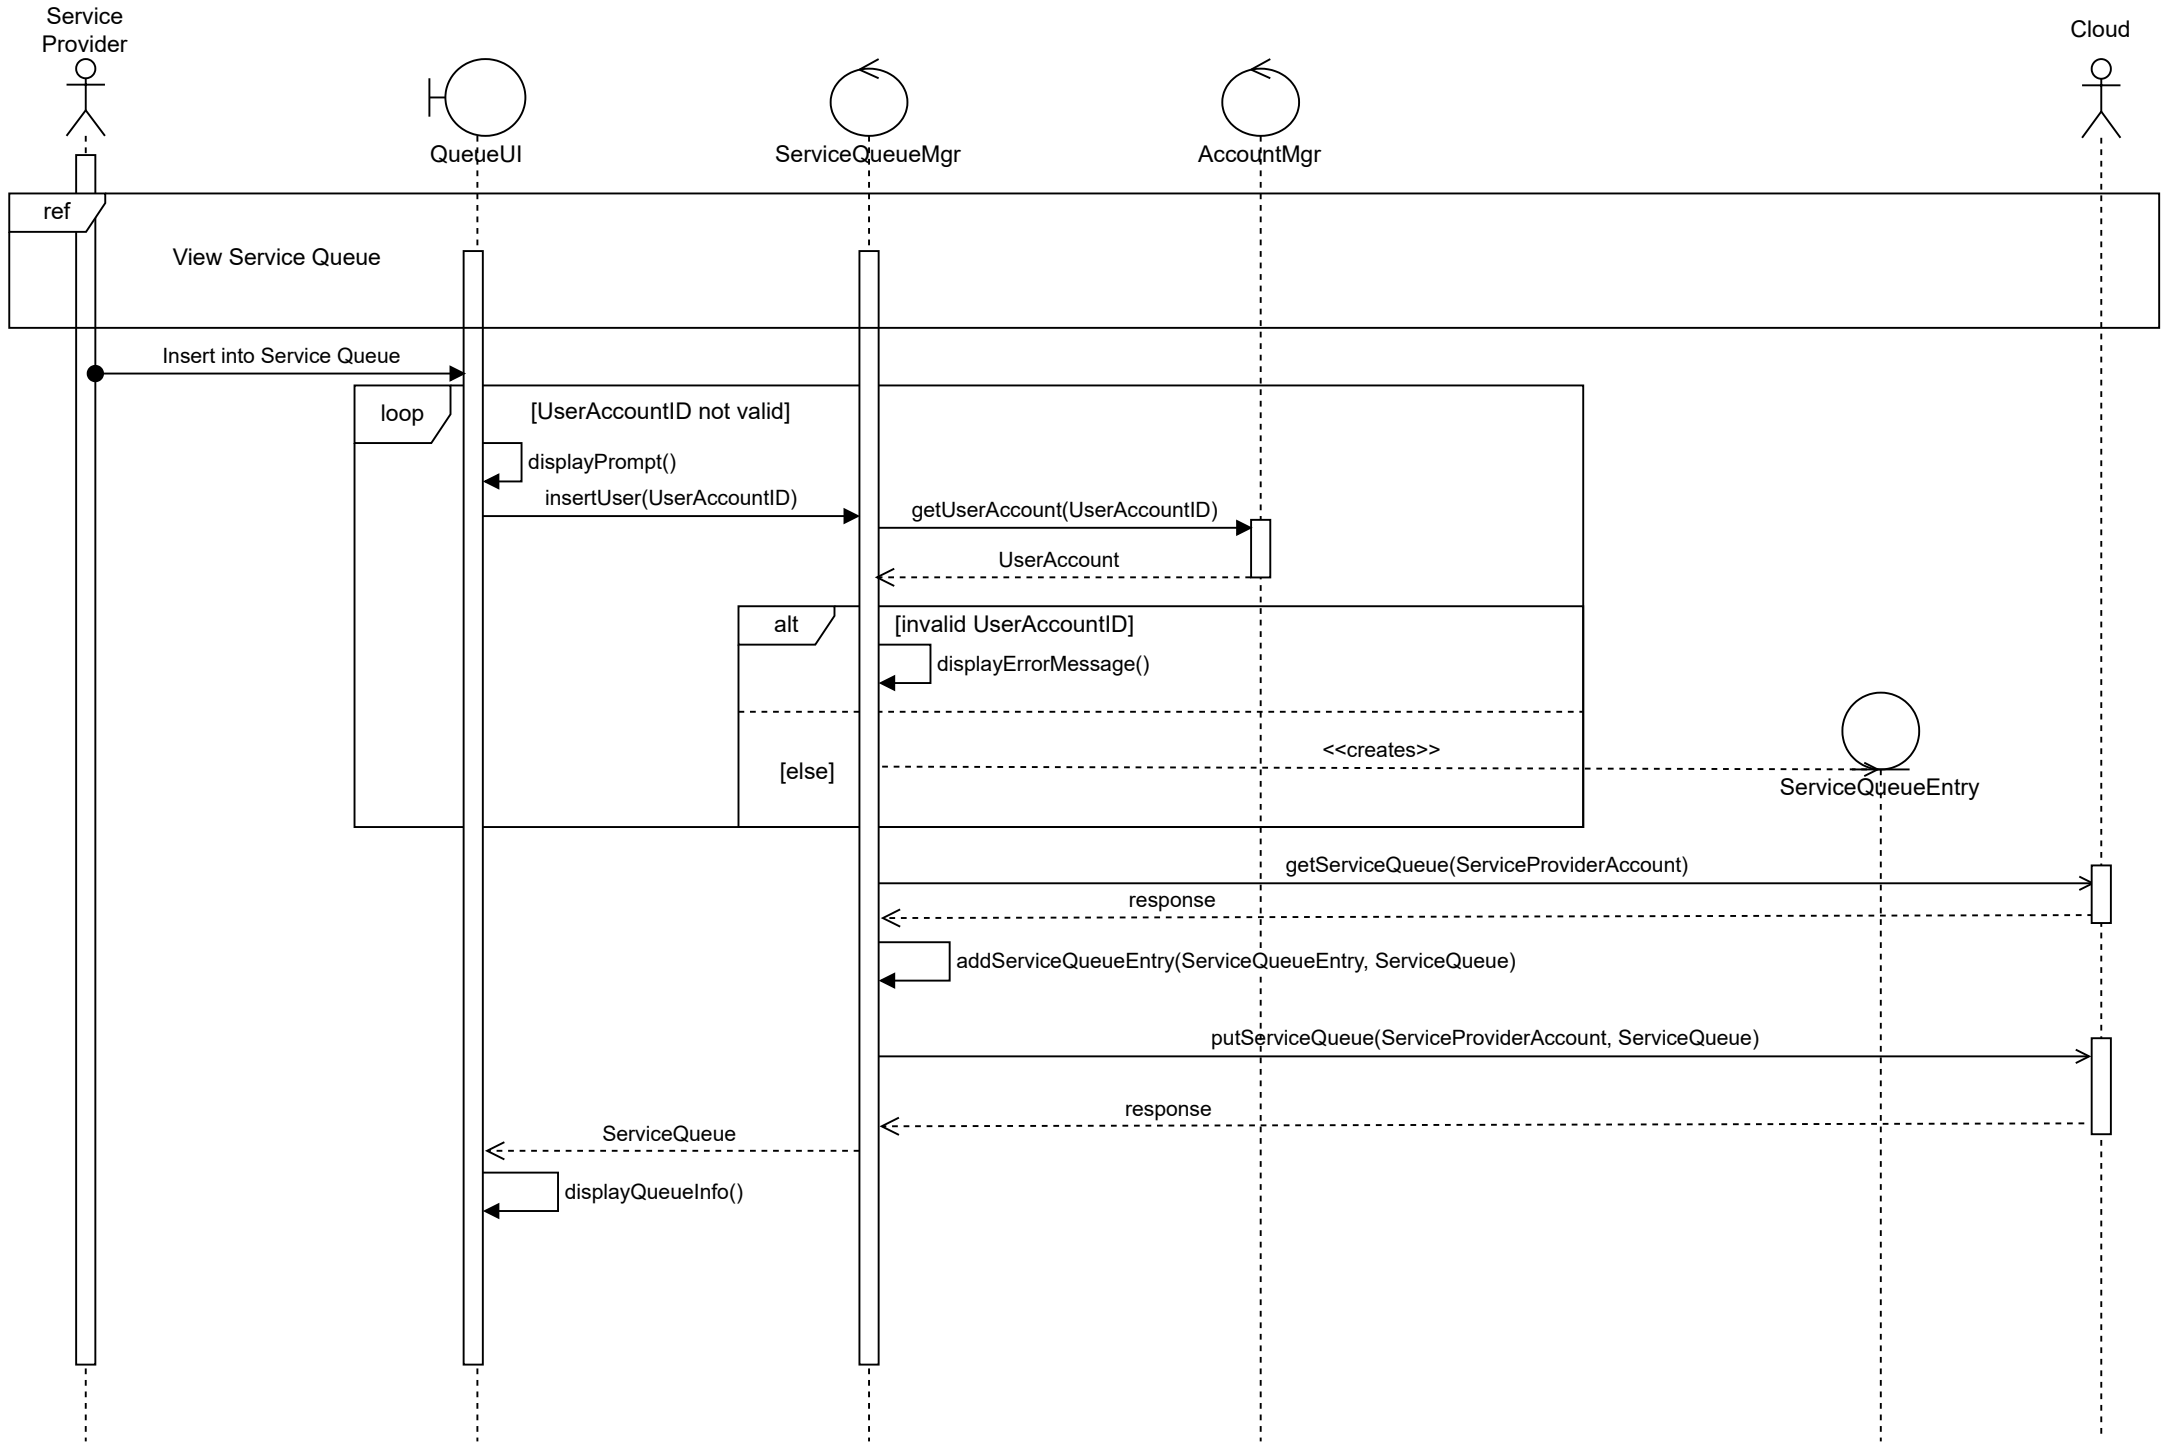 Service
Provider
Cloud
QueueUI
ServiceQueueMgr
AccountMgr
ref
View Service Queue
Insert into Service Queue
loop
[UserAccountID not valid]
displayPrompt()
insertUser(UserAccountID)
getUserAccount(UserAccountID)
UserAccount
alt
[invalid UserAccountID]
displayErrorMessage()
<<creates>>
[else]
ServiceQueueEntry
getServiceQueue(ServiceProviderAccount)
response
addServiceQueueEntry(ServiceQueueEntry, ServiceQueue)
putServiceQueue(ServiceProviderAccount, ServiceQueue)
response
ServiceQueue
displayQueueInfo()